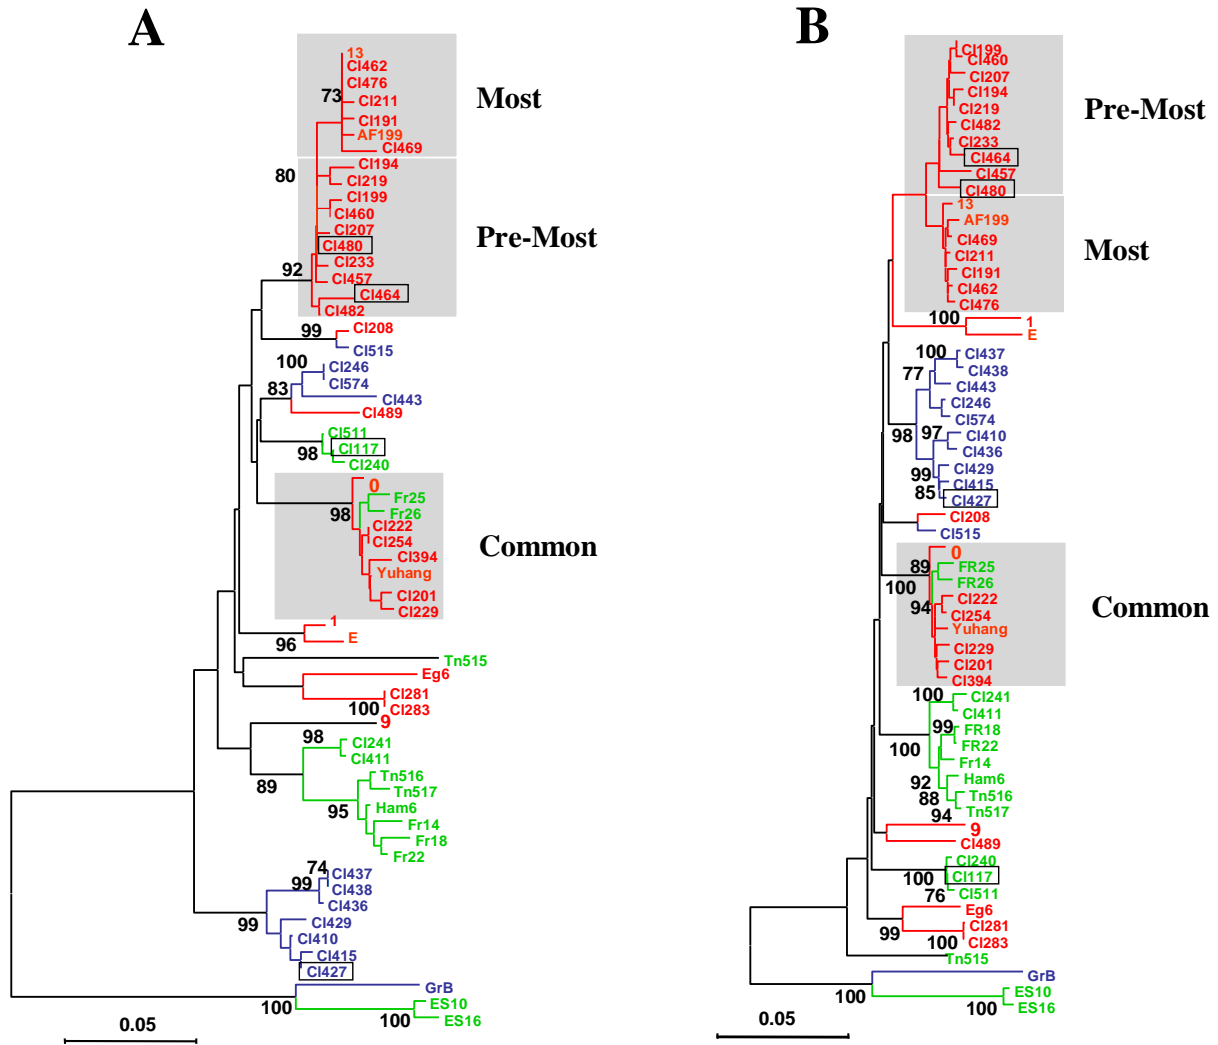 A
13
CI462
CI476
73
CI211
CI191
AF199
CI469
Most
80
CI194
CI219
CI199
CI460
CI207
CI480
CI233
CI457
CI464
CI482
Pre-Most
92
99
CI208
CI515
100
CI246
CI574
83
CI443
CI489
CI511
98
CI117
CI240
0
98
Fr25
Fr26
CI222
CI254
CI394
Yuhang
CI201
CI229
Common
1
96
E
Tn515
Eg6
CI281
100
CI283
9
98
CI241
CI411
89
Tn516
Tn517
95
Ham6
Fr14
Fr18
Fr22
74
CI437
99
CI438
CI436
99
CI429
CI410
CI415
CI427
GrB
100
ES10
100
ES16
0.05
B
CI199
CI460
CI207
CI194
CI219
CI482
CI233
CI464
CI457
CI480
Pre-Most
13
AF199
CI469
CI211
CI191
CI462
CI476
Most
100
1
E
100
CI437
77
CI438
CI443
CI246
CI574
98
97
CI410
CI436
99
CI429
85
CI415
CI427
CI208
CI515
0
89
FR25
100
FR26
94
CI222
CI254
Yuhang
CI229
CI201
CI394
Common
100
CI241
CI411
99
FR18
100
FR22
Fr14
92
Ham6
88
Tn516
94
Tn517
9
CI489
CI240
100
CI117
76
CI511
Eg6
99
CI281
100
CI283
Tn515
GrB
100
ES10
100
ES16
0.05